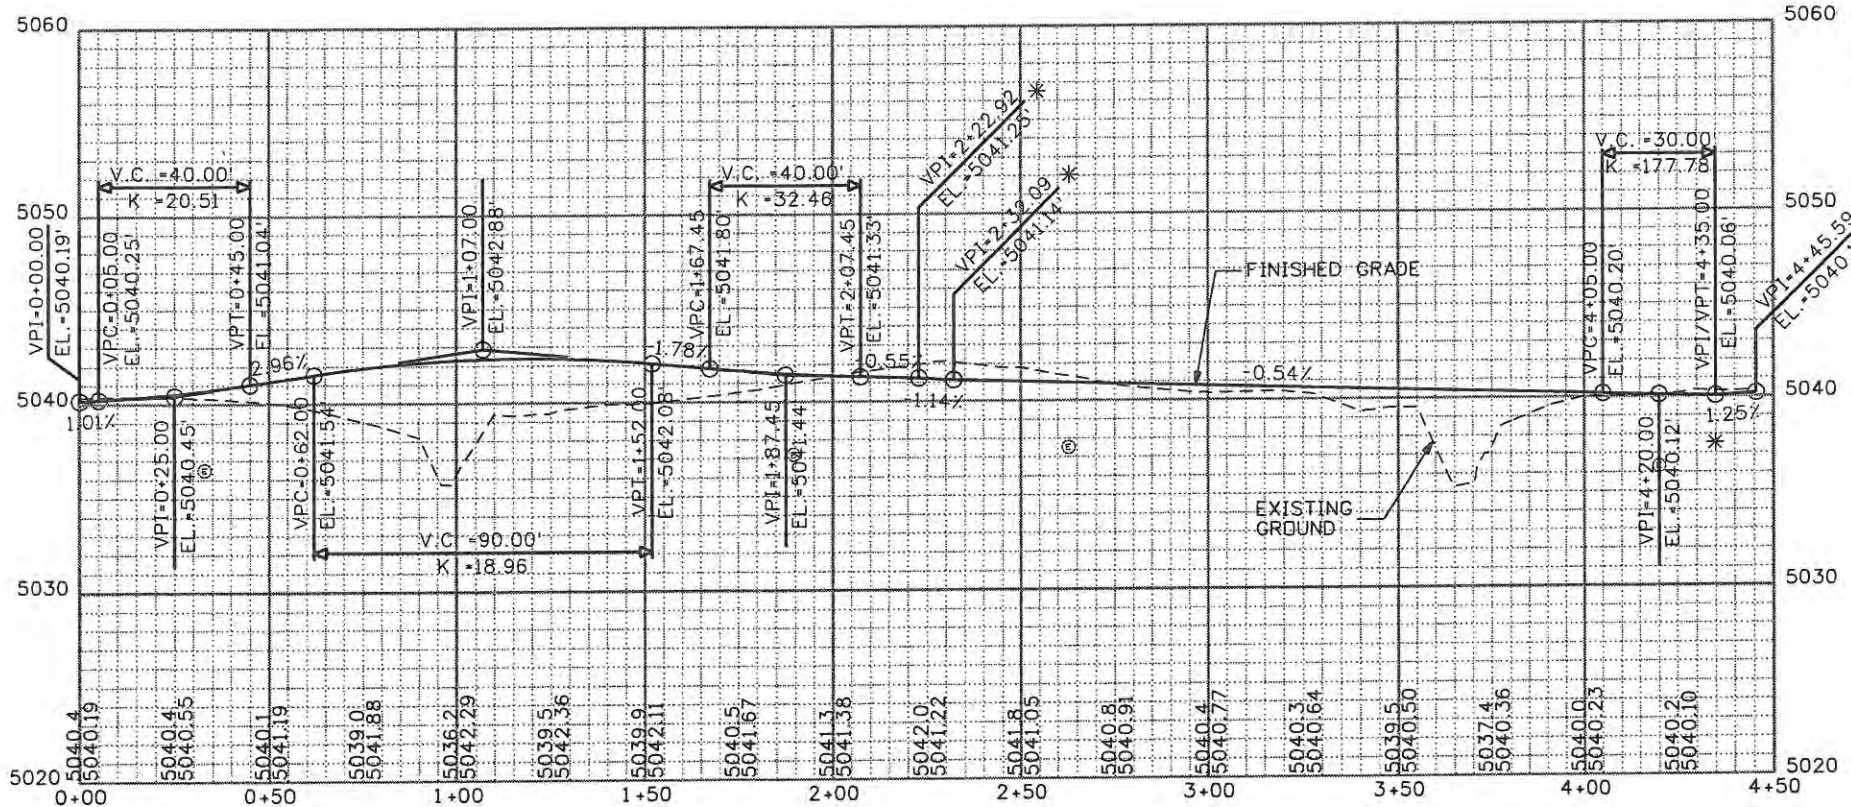 5060
5060
VPI=2+22.92 *
EL.=5041.25'
V.C. =40.00'
K =20.51
V.C. =40.00'
K =32.46
VPI=2+32.09 *
EL.=5041.14'
V.C. =30.00'
K =177.78
5050
5050
VPI=0+00.00
EL.=5040.19'
VPC=0+05.00
EL.=5040.25'
VPT=0+45.00
EL.=5041.04'
VPI=1+07.00
EL.=5042.88'
VPC=1+67.45
EL.=5041.80'
VPT=2+07.45
EL.=5041.33'
FINISHED GRADE
VPC=4+05.00
EL.=5040.20'
VPI/VPT=4+35.00
EL.=5040.06'
VPI=4+45.59
2.96%
-1.78%
-0.55%
-0.54%
5040
5040
1.01%
-1.14%
1.25%
*
VPI=0+25.00
EL.=5040.45'
VPC=0+62.00
EL.=5041.54'
VPT=1+52.00
EL.=5042.08'
VPI=1+87.45
EL.=5041.44'
EXISTING
GROUND
VPI=4+20.00
EL.=5040.12'
V.C. =90.00'
K =18.96
5030
5030
5040.4
5040.19
5040.4
5040.55
5040.1
5041.19
5039.0
5041.88
5036.2
5042.29
5039.5
5042.36
5039.9
5042.11
5040.5
5041.67
5041.3
5041.38
5042.0
5041.22
5041.8
5041.05
5040.8
5040.91
5040.4
5040.77
5040.3
5040.64
5039.5
5040.50
5037.4
5040.36
5040.0
5040.23
5040.2
5040.10
5020
5020
0+00 0+50 1+00 1+50 2+00 2+50 3+00 3+50 4+00 4+50